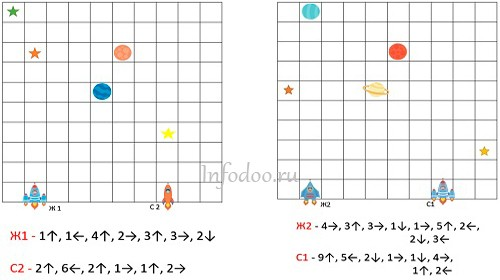 Ж 1
С 2
Ж2
С1
Infodoo.ru
Ж1 - 1↑, 1←, 4↑, 2→, 3↑, 3→, 2↓
С2 - 2↑, 6←, 2↑, 1→, 1↑, 2→
Ж2 - 4→, 3↑, 3→, 1↓, 1→, 5↑, 2←,
2↓, 3←
С1- 9↑, 5←, 2↓, 1→, 1↓, 4→,
1↑, 2←